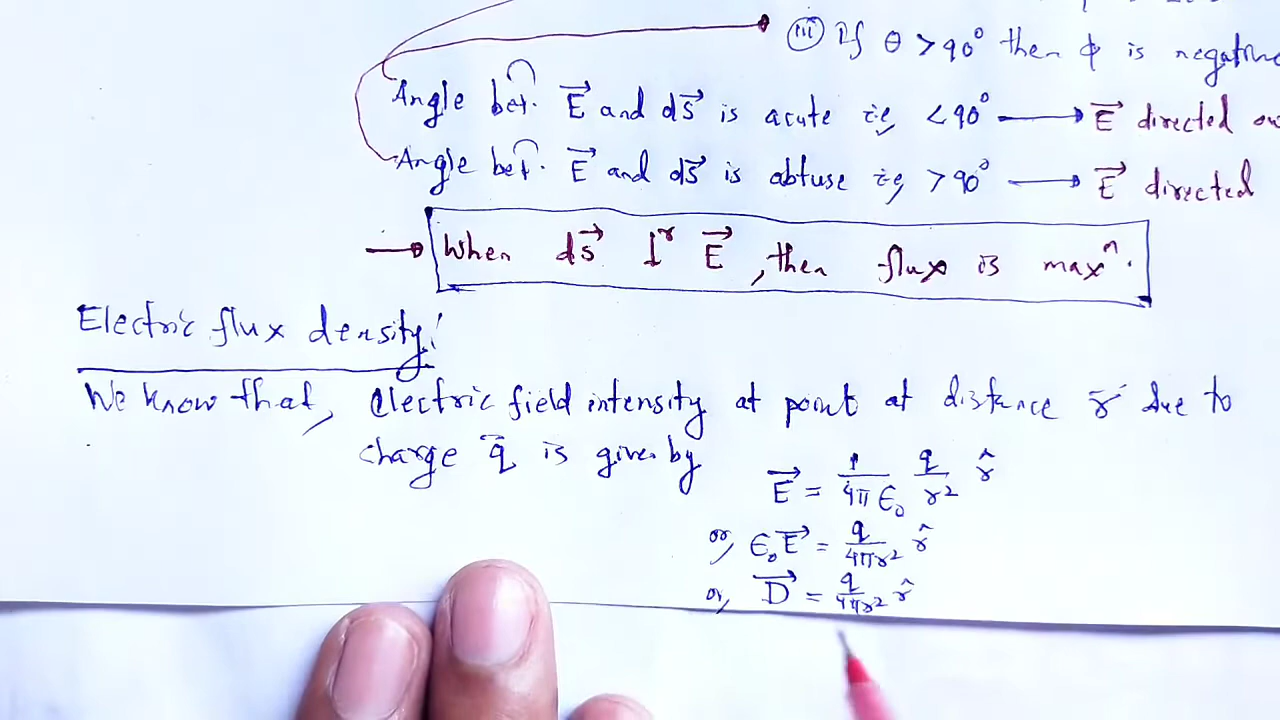 (iii) If θ > 90° then ϕ is negative
Angle bet. E⃗ and ds⃗ is acute i.e, < 90° → E⃗ directed
Angle bet. E⃗ and ds⃗ is obtuse i.e, > 90° → E⃗ directed
→ When ds⃗ ⊥ʳ E⃗, then flux is maxⁿ.
Electric flux density:
We know that, electric field intensity at point at distance 'r' due to
charge q is given by
E⃗ = 1/4πϵ₀ q/r² r̂
or, ϵ₀E⃗ = q/4πr² r̂
or, D⃗ = q/4πr² r̂